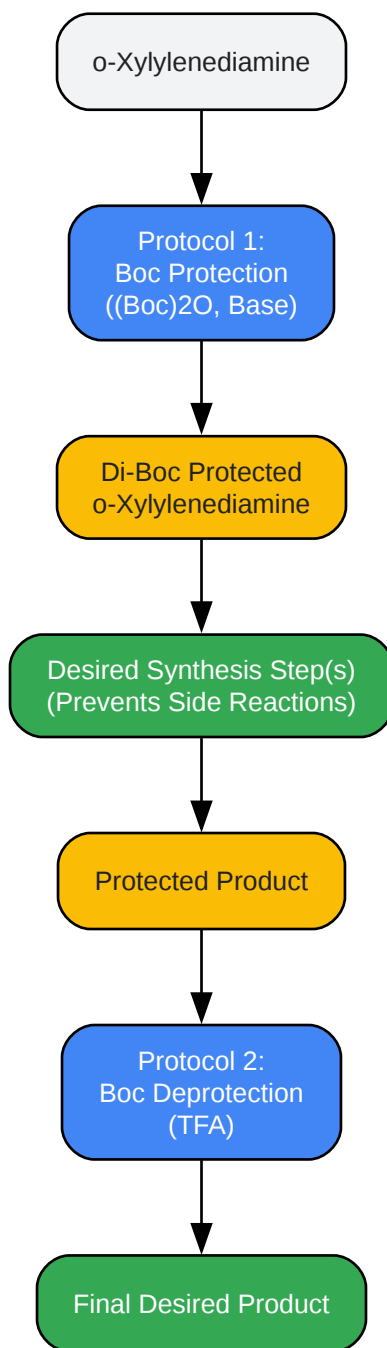 o-Xylylenediamine
Protocol 1:
Boc Protection
((Boc)2O, Base)
Di-Boc Protected
o-Xylylenediamine
Desired Synthesis Step(s)
(Prevents Side Reactions)
Protected Product
Protocol 2:
Boc Deprotection
(TFA)
Final Desired Product